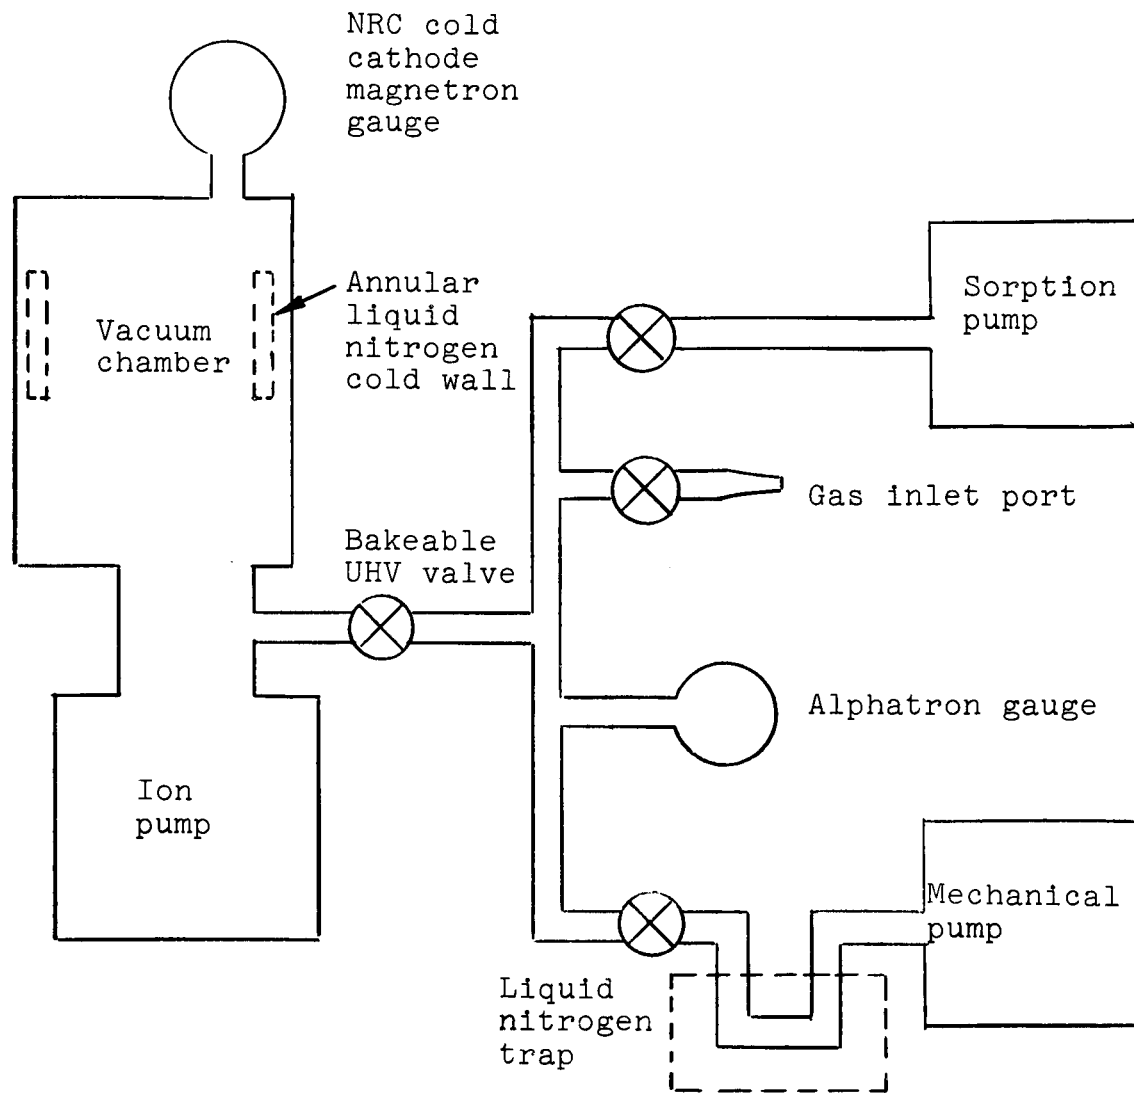 NRC cold
cathode
magnetron
gauge
Annular
liquid
nitrogen
cold wall
Vacuum
chamber
Sorption
pump
Gas inlet port
Bakeable
UHV valve
Alphatron gauge
Ion
pump
Mechanical
pump
Liquid
nitrogen
trap